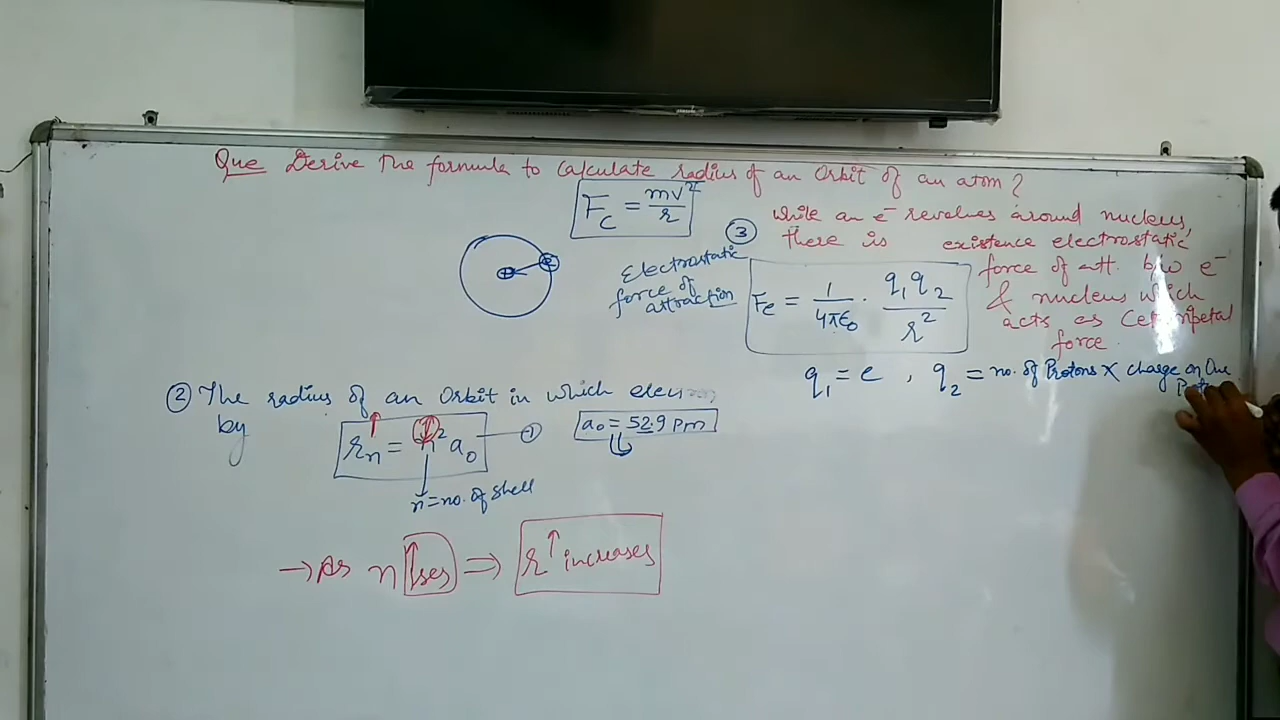 Que Derive The formula to Calculate radius of an Orbit of an atom?
F_C = mv²/r
③ While an e⁻ revolves around nucleus,
there is existence electrostatic
force of att. b/w e⁻
& nucleus which
acts as Centripetal
force.
Electrostatic
force of
attraction
F_e = 1/4πε₀ · q₁q₂/r²
q₁ = e , q₂ = no. of Protons × charge on One
② The radius of an Orbit in which
by
r_n↑ = n² a₀ — ①
a₀ = 52.9 pm
n = no. of shell
→ As n ↑ses ⇒ r↑ increases